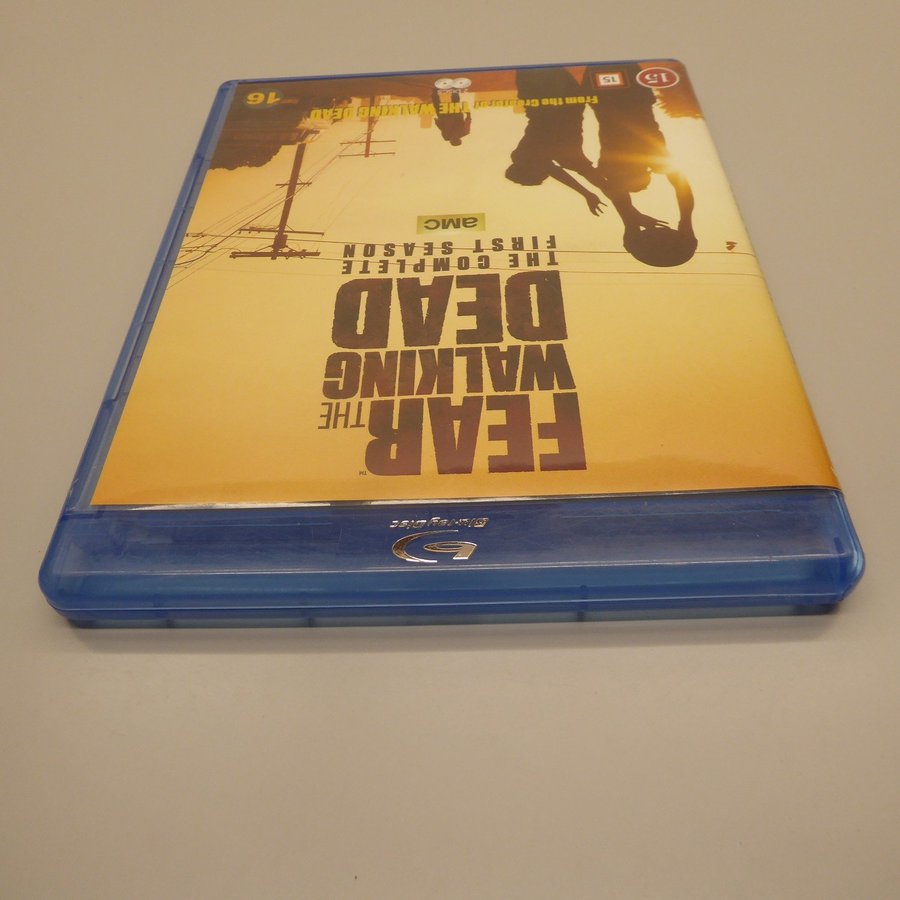 Blu-ray Disc
FEAR
THE
WALKING
DEAD
™
THE COMPLETE
FIRST SEASON
amc
From the Creator of THE WALKING DEAD
16
15
15